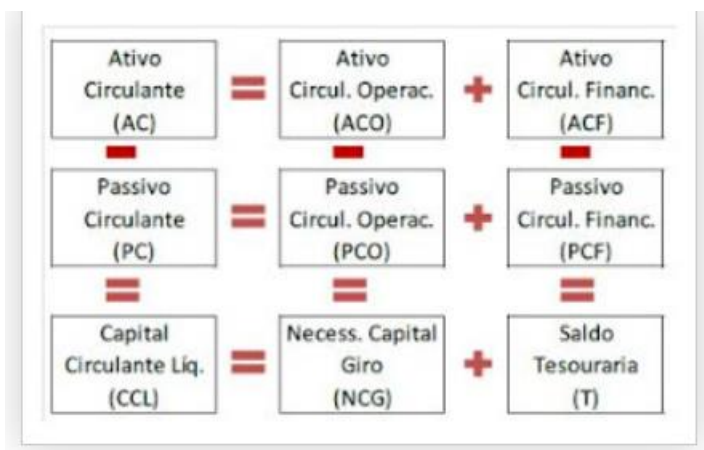 Ativo
Circulante
(AC)
=
Ativo
Circul. Operac.
(ACO)
+
Ativo
Circul. Financ.
(ACF)
-
-
-
Passivo
Circulante
(PC)
=
Passivo
Circul. Operac.
(PCO)
+
Passivo
Circul. Financ.
(PCF)
=
=
=
Capital
Circulante Líq.
(CCL)
=
Necess. Capital
Giro
(NCG)
+
Saldo
Tesouraria
(T)